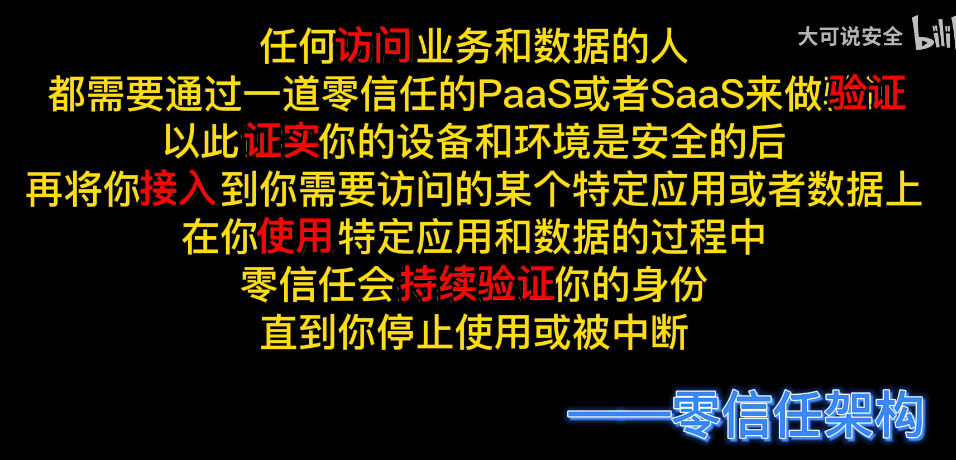 大可说安全 bili
任何访问业务和数据的人
都需要通过一道零信任的PaaS或者SaaS来做验证
以此证实你的设备和环境是安全的后
再将你接入到你需要访问的某个特定应用或者数据上
在你使用特定应用和数据的过程中
零信任会持续验证你的身份
直到你停止使用或被中断
——零信任架构